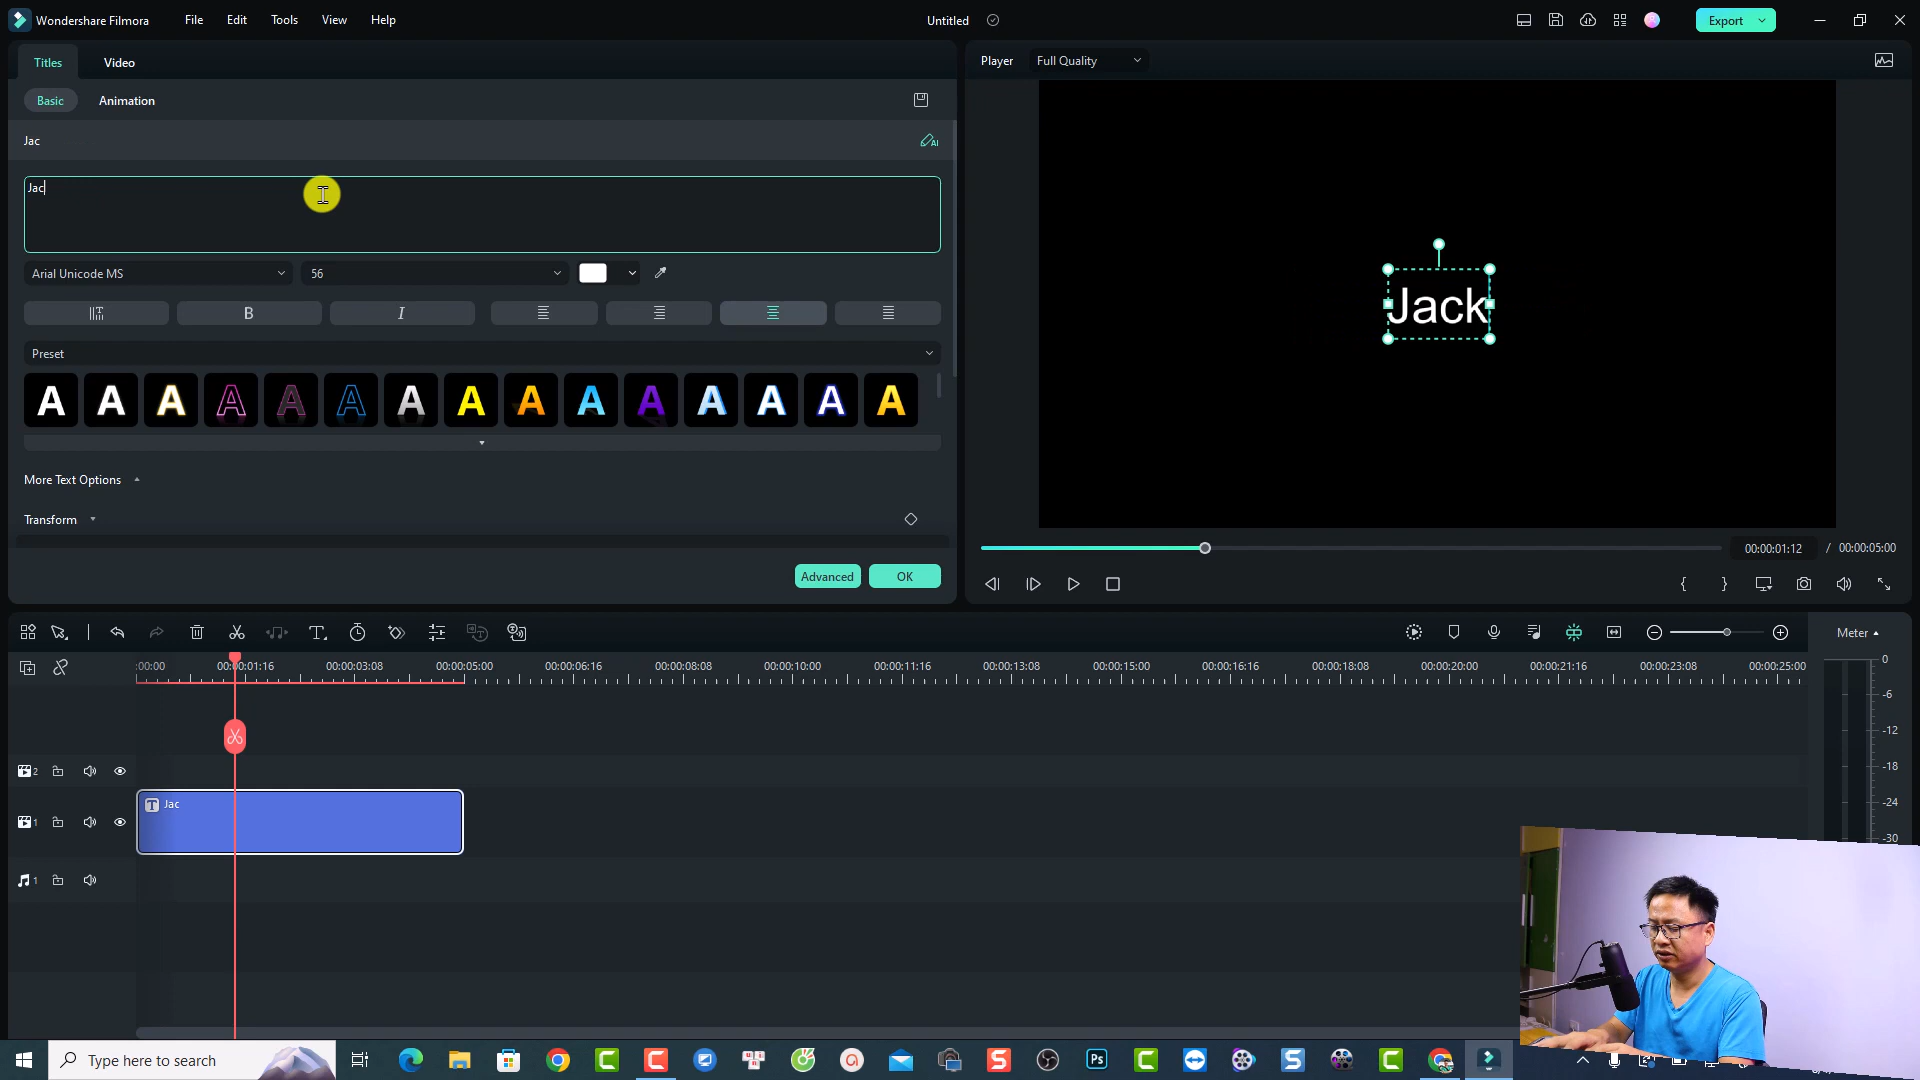 Wondershare Filmora File Edit Tools View Help Untitled Export
Titles Video
Player Full Quality
Basic Animation
Jac
AI
Jac
Arial Unicode MS 56
B I
Preset
A A A A A A A A A A A A A A A
More Text Options
Transform
Advanced OK
Jack
00:00:01:12 / 00:00:05:00
Meter
:00:00 00:00:01:16 00:00:03:08 00:00:05:00 00:00:06:16 00:00:08:08 00:00:10:00 00:00:11:16 00:00:13:08 00:00:15:00 00:00:16:16 00:00:18:08 00:00:20:00 00:00:21:16 00:00:23:08 00:00:25:00
0
-6
-12
-18
-24
-30
2
T Jac
1
1
Type here to search
Ps